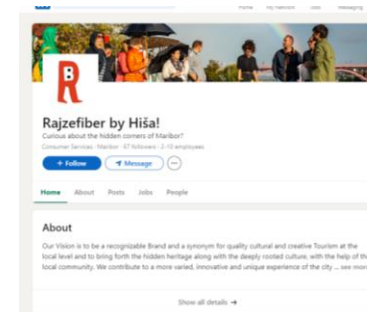 Home My Network Jobs Messaging
R
Rajzefiber by Hiša!
Curious about the hidden corners of Maribor?
Consumer Services · Maribor · 67 followers · 2-10 employees
+ Follow Message
Home About Posts Jobs People
About
Our Vision is to be a recognizable Brand and a synonym for quality cultural and creative Tourism at the
local level and to bring forth the hidden heritage along with the deeply rooted culture, with the help of th
local community. We contribute to a more varied, innovative and unique experience of the city ... see more
Show all details →